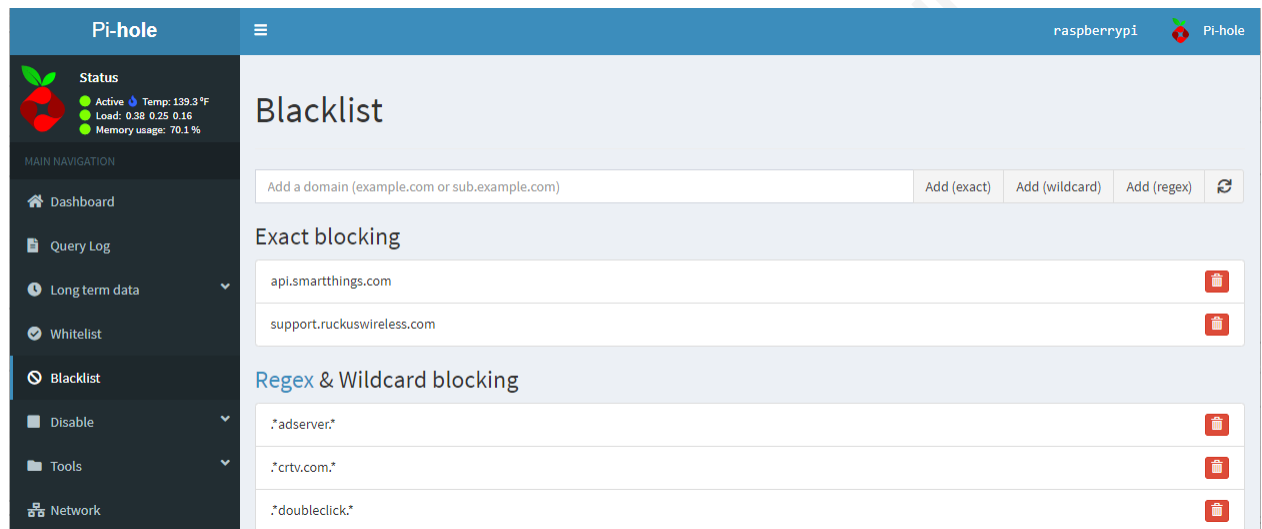 Pi-hole
raspberrypi
Pi-hole
Status
Active Temp: 139.3 °F
Load: 0.38 0.25 0.16
Memory usage: 70.1 %
MAIN NAVIGATION
Dashboard
Query Log
Long term data
Whitelist
Blacklist
Disable
Tools
Network
Blacklist
Add a domain (example.com or sub.example.com)
Add (exact)
Add (wildcard)
Add (regex)
Exact blocking
api.smartthings.com
support.ruckuswireless.com
Regex & Wildcard blocking
.*adserver.*
.*crtv.com.*
.*doubleclick.*